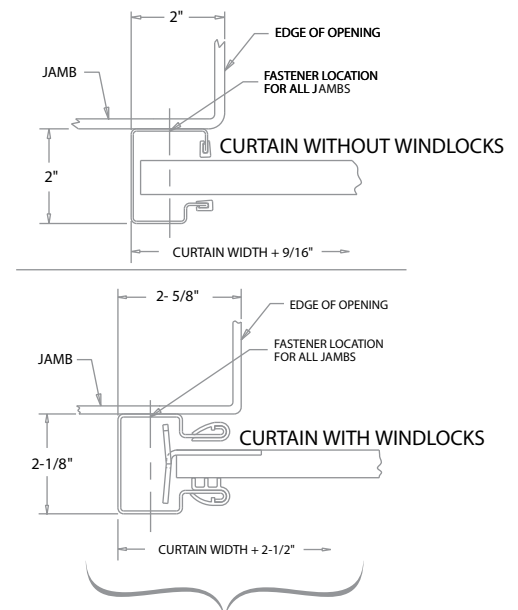 2"
EDGE OF OPENING
JAMB
FASTENER LOCATION
FOR ALL JAMBS
CURTAIN WITHOUT WINDLOCKS
2"
CURTAIN WIDTH + 9/16"
2- 5/8"
EDGE OF OPENING
FASTENER LOCATION
FOR ALL JAMBS
JAMB
CURTAIN WITH WINDLOCKS
2-1/8"
CURTAIN WIDTH + 2-1/2"